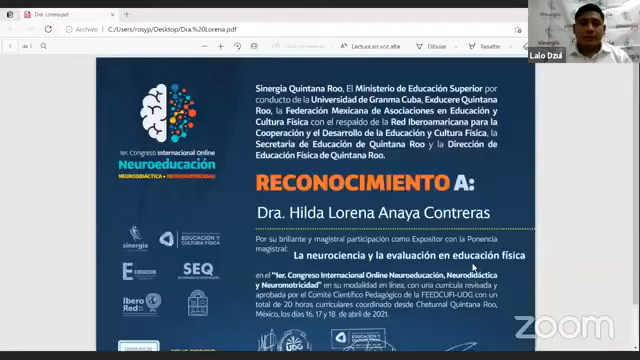 Dra. Lorena.pdf
Archivo
C:/Users/rosyp/Desktop/Dra.%20Lorena.pdf
1 de 1
Lectura en voz alta
Dibujar
Resaltar
sinergia
Lalo Dzul
1er. Congreso Internacional Online
Neuroeducación
NEURODIDÁCTICA • NEUROMOTRICIDAD
Sinergia Quintana Roo, El Ministerio de Educación Superior por
conducto de la Universidad de Granma Cuba, Exducere Quintana
Roo, la Federación Mexicana de Asociaciones en Educación y
Cultura Física con el respaldo de la Red Iberoamericana para la
Cooperación y el Desarrollo de la Educación y Cultura Física, la
Secretaria de Educación de Quintana Roo y la Dirección de
Educación Física de Quintana Roo.
RECONOCIMIENTO A:
Dra. Hilda Lorena Anaya Contreras
Por su brillante y magistral participación como Expositor con la Ponencia
magistral:
La neurociencia y la evaluación en educación física
en el "1er. Congreso Internacional Online Neuroeducación, Neurodidáctica
y Neuromotricidad" en su modalidad en línea, con una currícula revisada y
aprobada por el Comité Científico Pedagógico de la FEEDCUFI-UDG con un
total de 20 horas curriculares coordinado desde Chetumal Quintana Roo,
México, los días 16, 17 y 18 de abril de 2021.
sinergia
EDUCACIÓN Y
CULTURA FÍSICA
SEQ
Ibero
Red
UDG
zoom